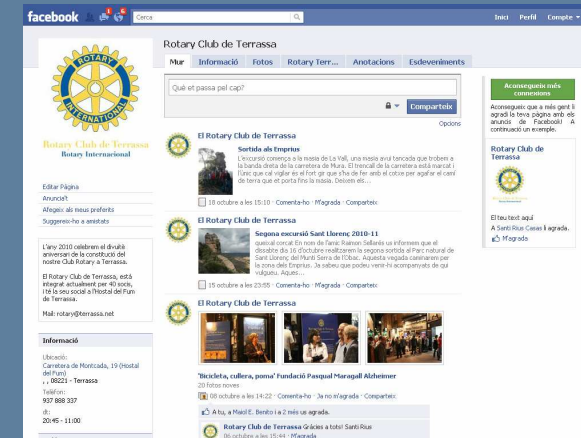 facebook
1
6
Cerca
Inici Perfil Compte
ROTARY
INTERNATIONAL
Rotary Club de Terrassa
Rotary Internacional
Editar Pàgina
Anuncia't
Afegeix als meus preferits
Suggereix-ho a amistats
L'any 2010 celebrem el divuitè
aniversari de la constitució del
nostre Club Rotary a Terrassa.
El Rotary Club de Terrassa, està
integrat actualment per 40 socis,
i té la seu social a l'Hostal del Fum
de Terrassa.
Mail: rotary@terrassa.net
Informació
Ubicació:
Carretera de Montcada, 19 (Hostal
del Fum)
, , 08221 - Terrassa
Telèfon:
937 888 337
dt:
20:45 - 11:00
Rotary Club de Terrassa
Mur Informació Fotos Rotary Terr... Anotacions Esdeveniments
Què et passa pel cap?
Comparteix
Opcions
El Rotary Club de Terrassa
Sortida als Emprius
L'excursió comença a la masia de La Vall, una masia avui tancada que trobem a
la banda dreta de la carretera de Mura. El trencall de la carretera està marcat i
l'únic cal vigilar és el fort gir que s'ha de fer amb el cotxe per agafar el camí
de terra que et porta fins la masia. Deixem els...
18 octubre a les 15:10 · Comenta-ho · M'agrada · Comparteix
El Rotary Club de Terrassa
Segona excursió Sant Llorenç 2010-11
queixal corcat En nom de l'amic Ramon Sellarès us informem que el
dissabte dia 16 d'octubre realitzarem la segona sortida al Parc natural de
Sant Llorenç del Munt i Serra de l'Obac. Aquesta vegada caminarem per
la zona dels Emprius. Ja sabeu que podeu venir-hi acompanyats de qui
vulgueu. Aques...
15 octubre a les 23:55 · Comenta-ho · M'agrada · Comparteix
El Rotary Club de Terrassa
'Bicicleta, cullera, poma' Fundació Pasqual Maragall Alzheimer
20 fotos noves
08 octubre a les 14:22 · Comenta-ho · Ja no m'agrada · Comparteix
A tu, a Maiol E. Benito i a 2 més us agrada.
Rotary Club de Terrassa Gràcies a tots! Santi Rius
06 octubre a les 15:44 · M'agrada
Aconsegueix més
connexions
Aconsegueix que a més gent li
agradi la teva pàgina amb els
anuncis de Facebook! A
continuació un exemple.
Rotary Club de
Terrassa
El teu text aquí
A Santi Rius Casas li agrada.
M'agrada